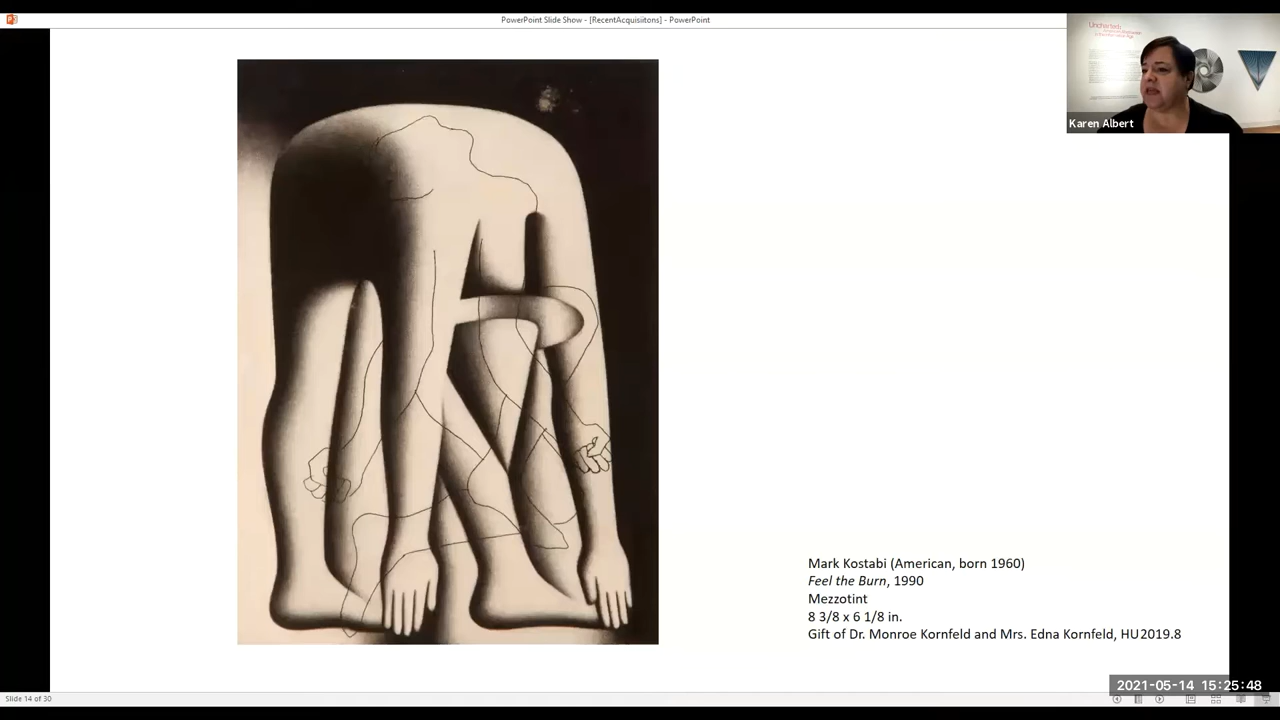 PowerPoint Slide Show - [RecentAcquisiitons] - PowerPoint
Uncharted:
Karen Albert
Mark Kostabi (American, born 1960)
Feel the Burn, 1990
Mezzotint
8 3/8 x 6 1/8 in.
Gift of Dr. Monroe Kornfeld and Mrs. Edna Kornfeld, HU2019.8
2021-05-14 15:25:48
Slide 14 of 30